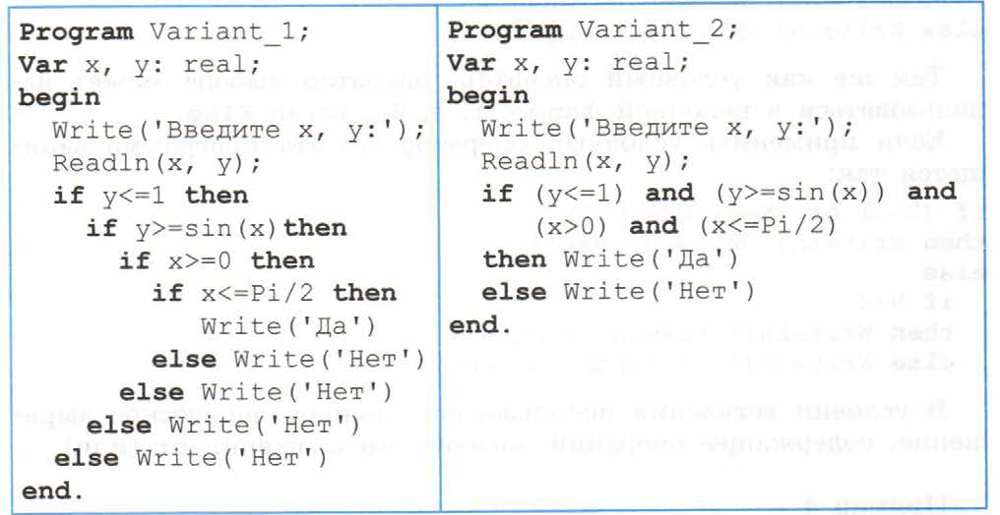 Program Variant_1;
Var x, y: real;
begin
Write('Введите x, y:');
Readln(x, y);
if y<=1 then
if y>=sin(x)then
if x>=0 then
if x<=Pi/2 then
Write('Да')
else Write('Нет')
else Write('Нет')
else Write('Нет')
else Write('Нет')
end.
Program Variant_2;
Var x, y: real;
begin
Write('Введите x, y:');
Readln(x, y);
if (y<=1) and (y>=sin(x)) and
(x>0) and (x<=Pi/2)
then Write('Да')
else Write('Нет')
end.